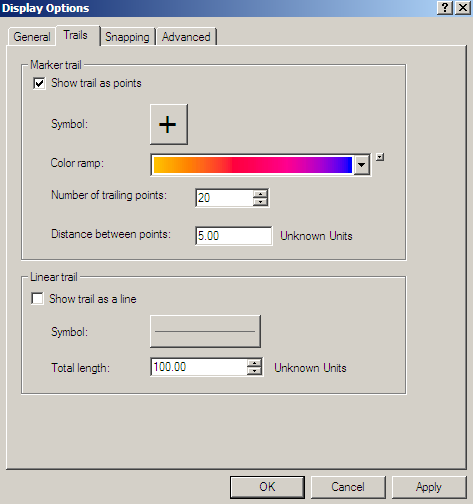 Display Options
General Trails Snapping Advanced
Marker trail
Show trail as points
Symbol:
Color ramp:
Number of trailing points: 20
Distance between points: 5.00 Unknown Units
Linear trail
Show trail as a line
Symbol:
Total length: 100.00 Unknown Units
OK Cancel Apply